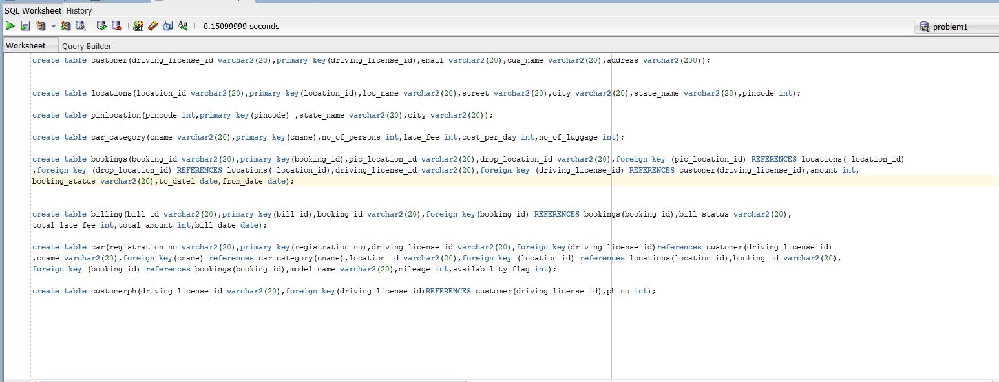 SQL Worksheet History
0.15099999 seconds
problem1
Worksheet Query Builder
create table customer(driving_license_id varchar2(20),primary key(driving_license_id),email varchar2(20),cus_name varchar2(20),address varchar2(200));
create table locations(location_id varchar2(20),primary key(location_id),loc_name varchar2(20),street varchar2(20),city varchar2(20),state_name varchar2(20),pincode int);
create table pinlocation(pincode int,primary key(pincode) ,state_name varchar2(20),city varchar2(20));
create table car_category(cname varchar2(20),primary key(cname),no_of_persons int,late_fee int,cost_per_day int,no_of_luggage int);
create table bookings(booking_id varchar2(20),primary key(booking_id),pic_location_id varchar2(20),drop_location_id varchar2(20),foreign key (pic_location_id) REFERENCES locations( location_id)
,foreign key (drop_location_id) REFERENCES locations( location_id),driving_license_id varchar2(20),foreign key (driving_license_id) REFERENCES customer(driving_license_id),amount int,
booking_status varchar2(20),to_date1 date,from_date date);
create table billing(bill_id varchar2(20),primary key(bill_id),booking_id varchar2(20),foreign key(booking_id) REFERENCES bookings(booking_id),bill_status varchar2(20),
total_late_fee int,total_amount int,bill_date date);
create table car(registration_no varchar2(20),primary key(registration_no),driving_license_id varchar2(20),foreign key(driving_license_id)references customer(driving_license_id)
,cname varchar2(20),foreign key(cname) references car_category(cname),location_id varchar2(20),foreign key (location_id) references locations(location_id),booking_id varchar2(20),
foreign key (booking_id) references bookings(booking_id),model_name varchar2(20),mileage int,availability_flag int);
create table customerph(driving_license_id varchar2(20),foreign key(driving_license_id)REFERENCES customer(driving_license_id),ph_no int);